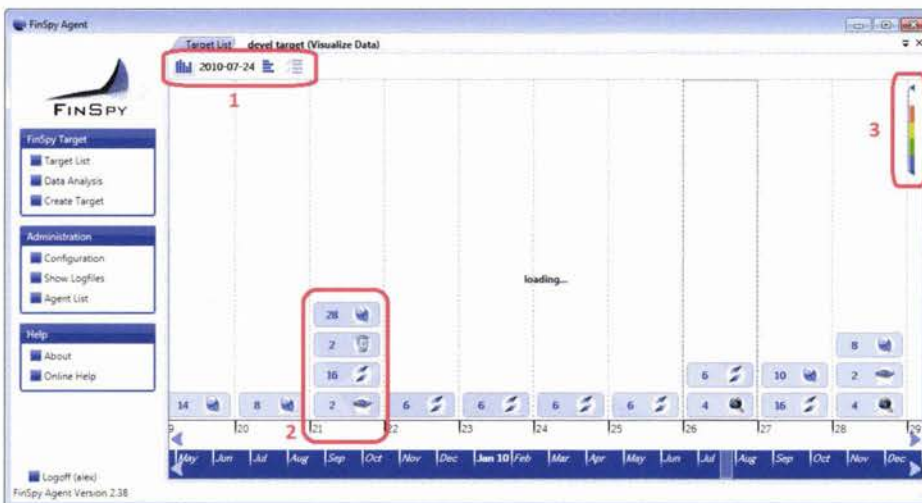 FinSpy Agent
Target List devel target (Visualize Data)
2010-07-24
1
FINSPY
3
FinSpy Target
Target List
Data Analysis
Create Target
Administration
Configuration
Show Logfiles
Agent List
loading...
28
Help
2
8
About
Online Help
16
6
10
2
14
8
2
6
6
6
6
4
16
4
2
9 20 21 22 23 24 25 26 27 28 29
May Jun Jul Aug Sep Oct Nov Dec Jan 10 Feb Mar Apr May Jun Jul Aug Sep Oct Nov Dec
Logoff (alex)
FinSpy Agent Version 2.38